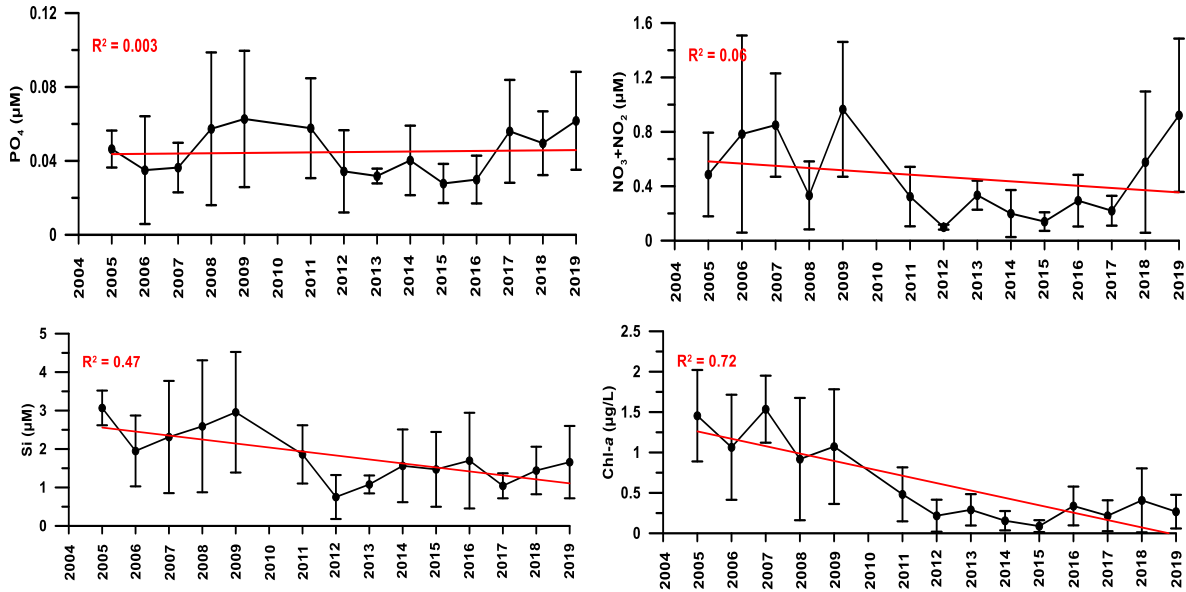 0.12
0.08
0.04
0
PO₄ (µM)
R² = 0.003
2004 2005 2006 2007 2008 2009 2010 2011 2012 2013 2014 2015 2016 2017 2018 2019
1.6
1.2
0.8
0.4
0
NO₃+NO₂ (µM)
R² = 0.06
2004 2005 2006 2007 2008 2009 2010 2011 2012 2013 2014 2015 2016 2017 2018 2019
5
4
3
2
1
0
Si (µM)
R² = 0.47
2004 2005 2006 2007 2008 2009 2010 2011 2012 2013 2014 2015 2016 2017 2018 2019
2.5
2
1.5
1
0.5
0
Chl-a (µg/L)
R² = 0.72
2004 2005 2006 2007 2008 2009 2010 2011 2012 2013 2014 2015 2016 2017 2018 2019